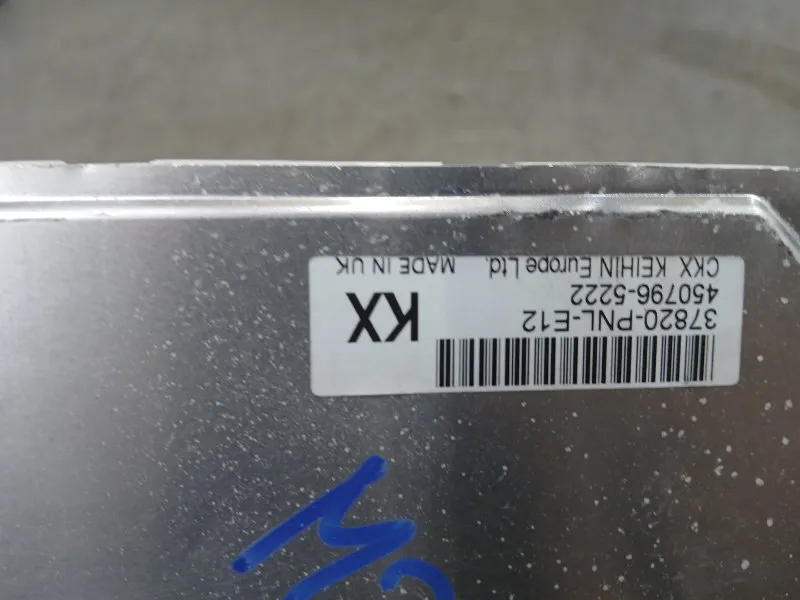 37820-PNL-E12
450796-5222
KX
CKX KEIHIN Europe Ltd. MADE IN UK